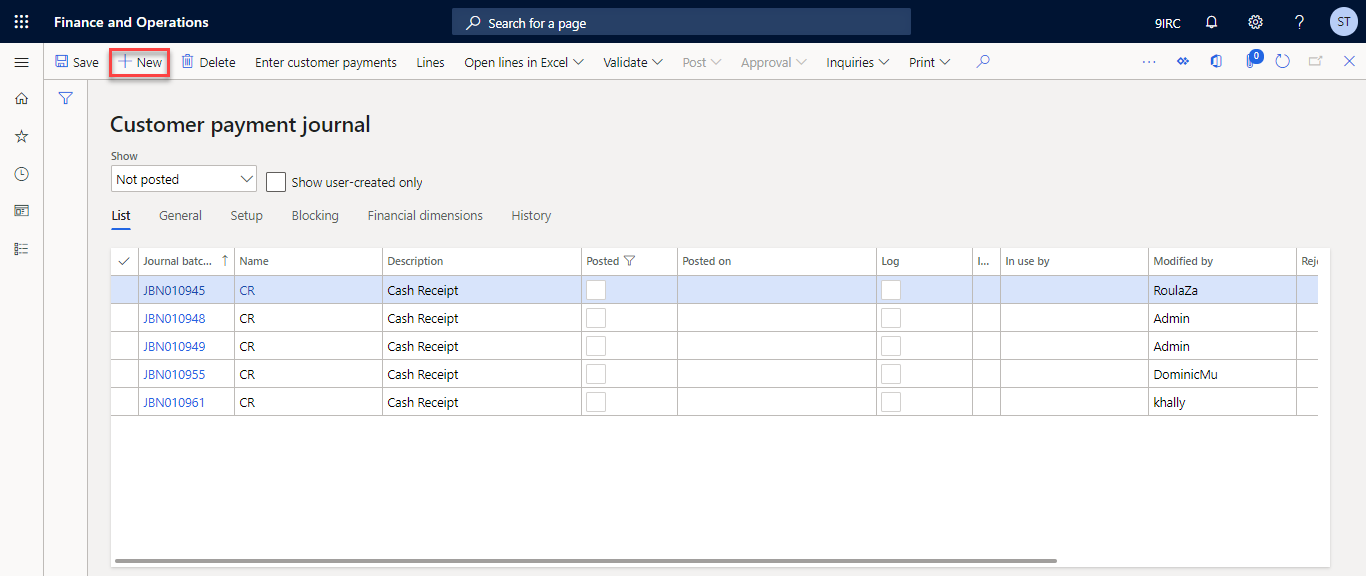 Finance and Operations
Search for a page
9IRC
?
ST
Save
New
Delete
Enter customer payments
Lines
Open lines in Excel
Validate
Post
Approval
Inquiries
Print
...
0
Customer payment journal
Show
Not posted
Show user-created only
List
General
Setup
Blocking
Financial dimensions
History
Journal batc... Name Description Posted Posted on Log I... In use by Modified by Reje
JBN010945 CR Cash Receipt RoulaZa
JBN010948 CR Cash Receipt Admin
JBN010949 CR Cash Receipt Admin
JBN010955 CR Cash Receipt DominicMu
JBN010961 CR Cash Receipt khally